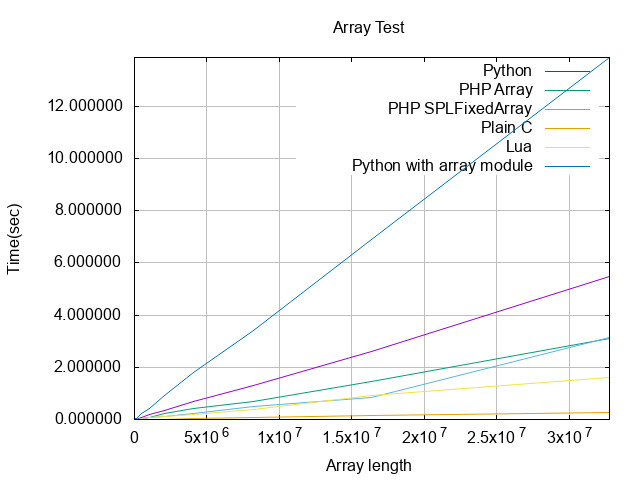 Array Test
Python
PHP Array
PHP SPLFixedArray
Plain C
Lua
Python with array module
12.000000
10.000000
8.000000
6.000000
4.000000
2.000000
0.000000
Time(sec)
0 5x10^6 1x10^7 1.5x10^7 2x10^7 2.5x10^7 3x10^7
Array length